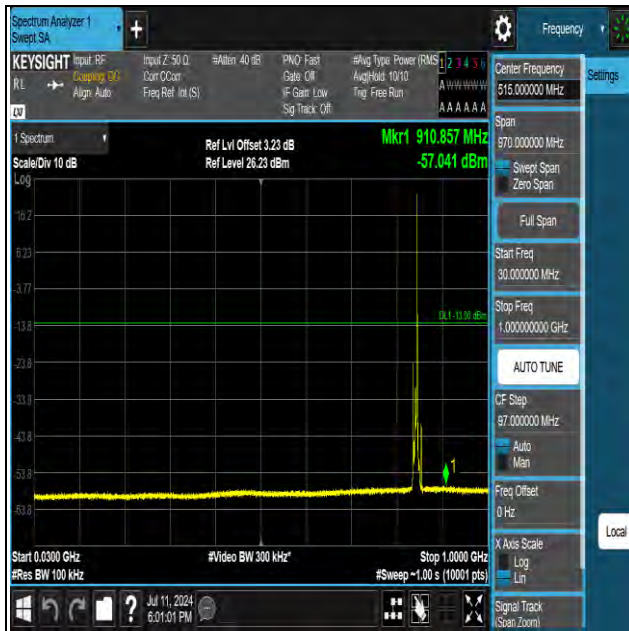 Spectrum Analyzer 1
Swept SA
Frequency
KEYSIGHT
Input: RF
Input Z: 50 Ω
#Atten: 40 dB
PNO: Fast
#Avg Type: Power (RMS
1 2 3 4 5 6
RL
Coupling: DC
Corr CCorr
Gate: Off
Avg|Hold: 10/10
A W W W W W
Align: Auto
Freq Ref: Int (S)
IF Gain: Low
Trig: Free Run
Sig Track: Off
A A A A A A
LXI
1 Spectrum
Ref Lvl Offset 3.23 dB
Mkr1 910.857 MHz
Scale/Div 10 dB
Ref Level 26.23 dBm
-57.041 dBm
Log
16.2
6.23
-3.77
DL1 -13.00 dBm
-13.8
-23.8
-33.8
-43.8
1
-53.8
-63.8
Start 0.0300 GHz
#Video BW 300 kHz*
Stop 1.0000 GHz
#Res BW 100 kHz
#Sweep ~1.00 s (10001 pts)
Jul 11, 2024
6:01:01 PM
Center Frequency
515.000000 MHz
Settings
Span
970.000000 MHz
Swept Span
Zero Span
Full Span
Start Freq
30.000000 MHz
Stop Freq
1.00000000 GHz
AUTO TUNE
CF Step
97.000000 MHz
Auto
Man
Freq Offset
0 Hz
X Axis Scale
Log
Lin
Local
Signal Track
(Span Zoom)